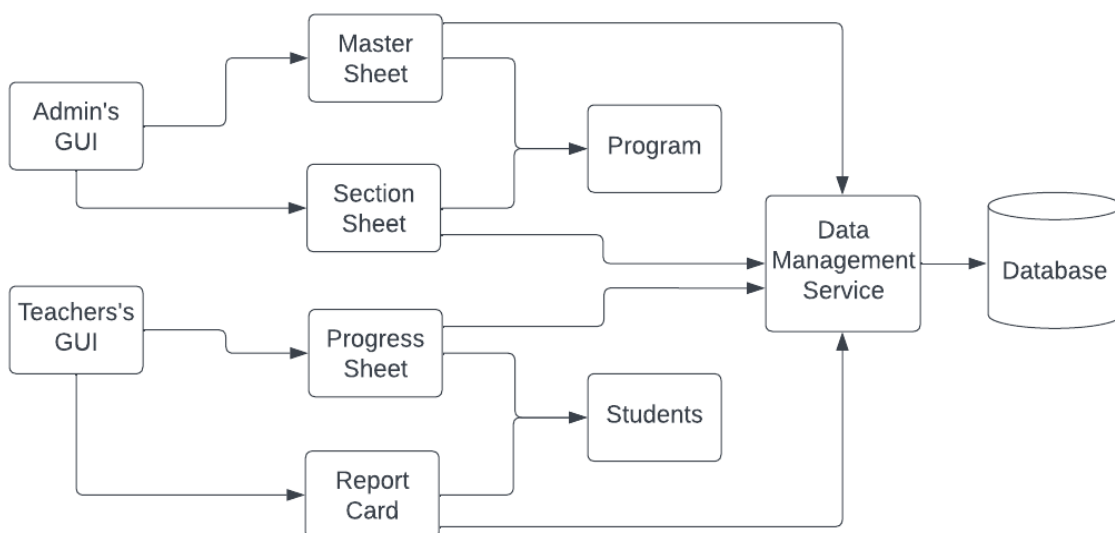 Master
Sheet
Admin's
GUI
Program
Section
Sheet
Data
Management
Service
Database
Teachers's
GUI
Progress
Sheet
Students
Report
Card